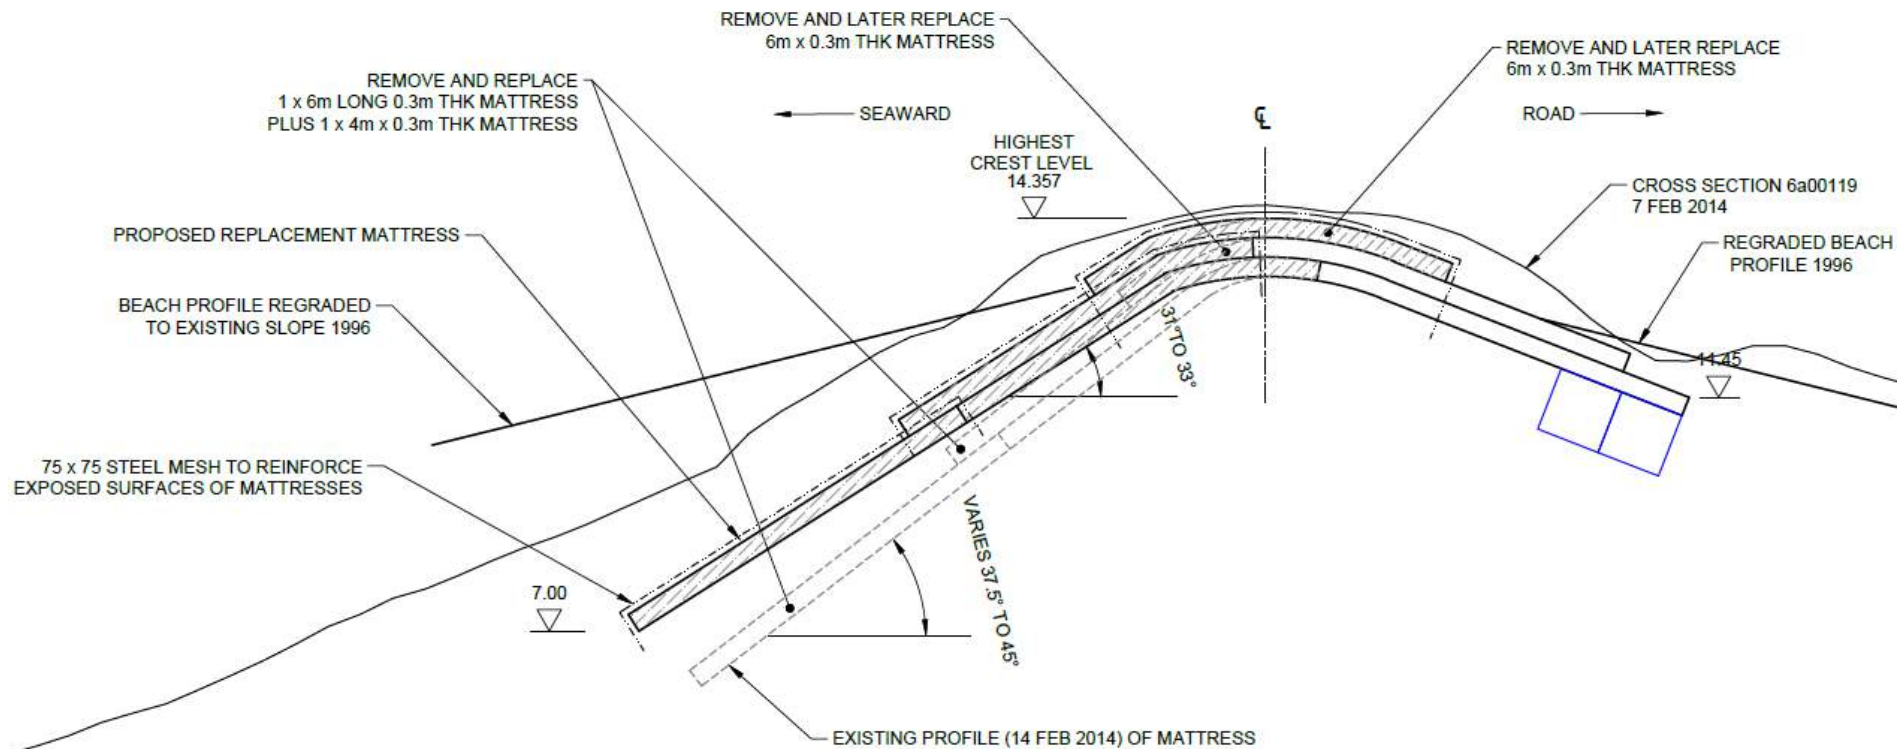 REMOVE AND LATER REPLACE
6m x 0.3m THK MATTRESS
REMOVE AND LATER REPLACE
6m x 0.3m THK MATTRESS
REMOVE AND REPLACE
1 x 6m LONG 0.3m THK MATTRESS
PLUS 1 x 4m x 0.3m THK MATTRESS
SEAWARD
℄
ROAD
HIGHEST
CREST LEVEL
14.357
CROSS SECTION 6a00119
7 FEB 2014
PROPOSED REPLACEMENT MATTRESS
REGRADED BEACH
PROFILE 1996
BEACH PROFILE REGRADED
TO EXISTING SLOPE 1996
31°TO 33°
11.45
75 x 75 STEEL MESH TO REINFORCE
EXPOSED SURFACES OF MATTRESSES
VARIES 37.5° TO 45°
7.00
EXISTING PROFILE (14 FEB 2014) OF MATTRESS